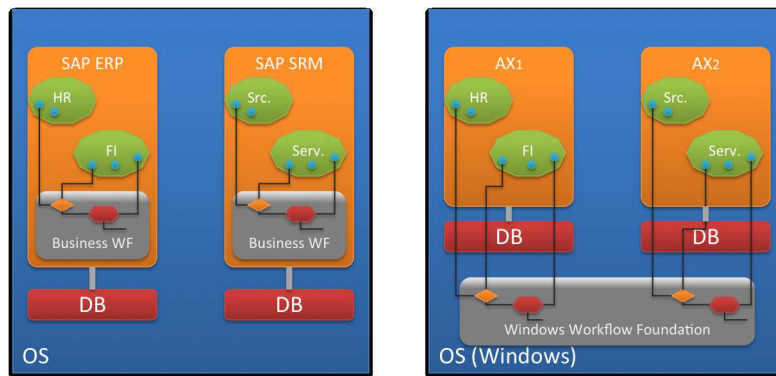 SAP ERP
HR
FI
Business WF
DB
SAP SRM
Src.
Serv.
Business WF
DB
OS
AX1
HR
FI
DB
AX2
Src.
Serv.
DB
Windows Workflow Foundation
OS (Windows)